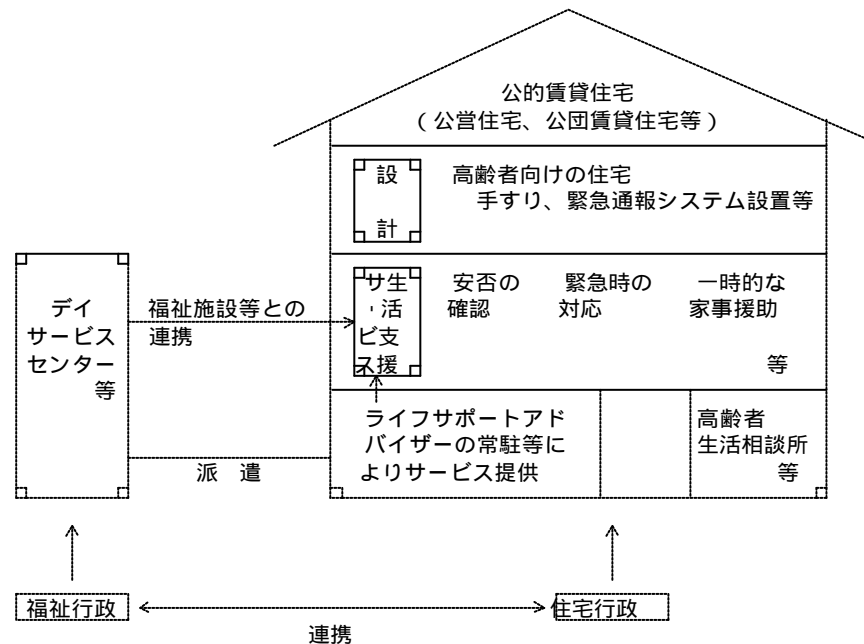 公的賃貸住宅
（公営住宅、公団賃貸住宅等）
設計
高齢者向けの住宅
手すり、緊急通報システム設置等
デイ
サービス
センター
等
福祉施設等との
連携
生活支援
サービス
安否の
確認
緊急時の
対応
一時的な
家事援助
等
ライフサポートアド
バイザーの常駐等に
よりサービス提供
高齢者
生活相談所
等
派遣
福祉行政
住宅行政
連携